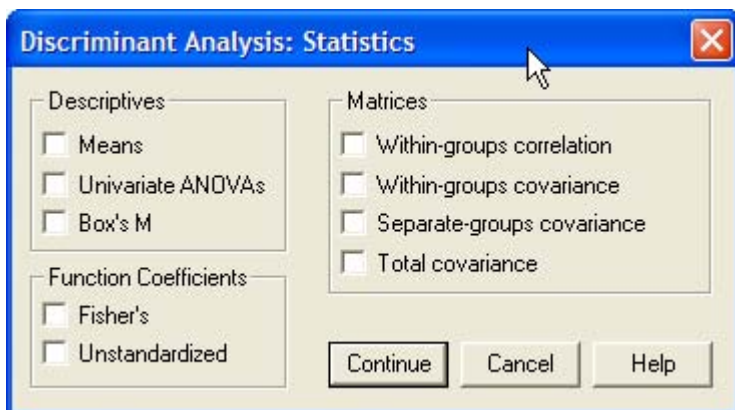 Discriminant Analysis: Statistics
Descriptives
Means
Univariate ANOVAs
Box's M
Function Coefficients
Fisher's
Unstandardized
Matrices
Within-groups correlation
Within-groups covariance
Separate-groups covariance
Total covariance
Continue
Cancel
Help